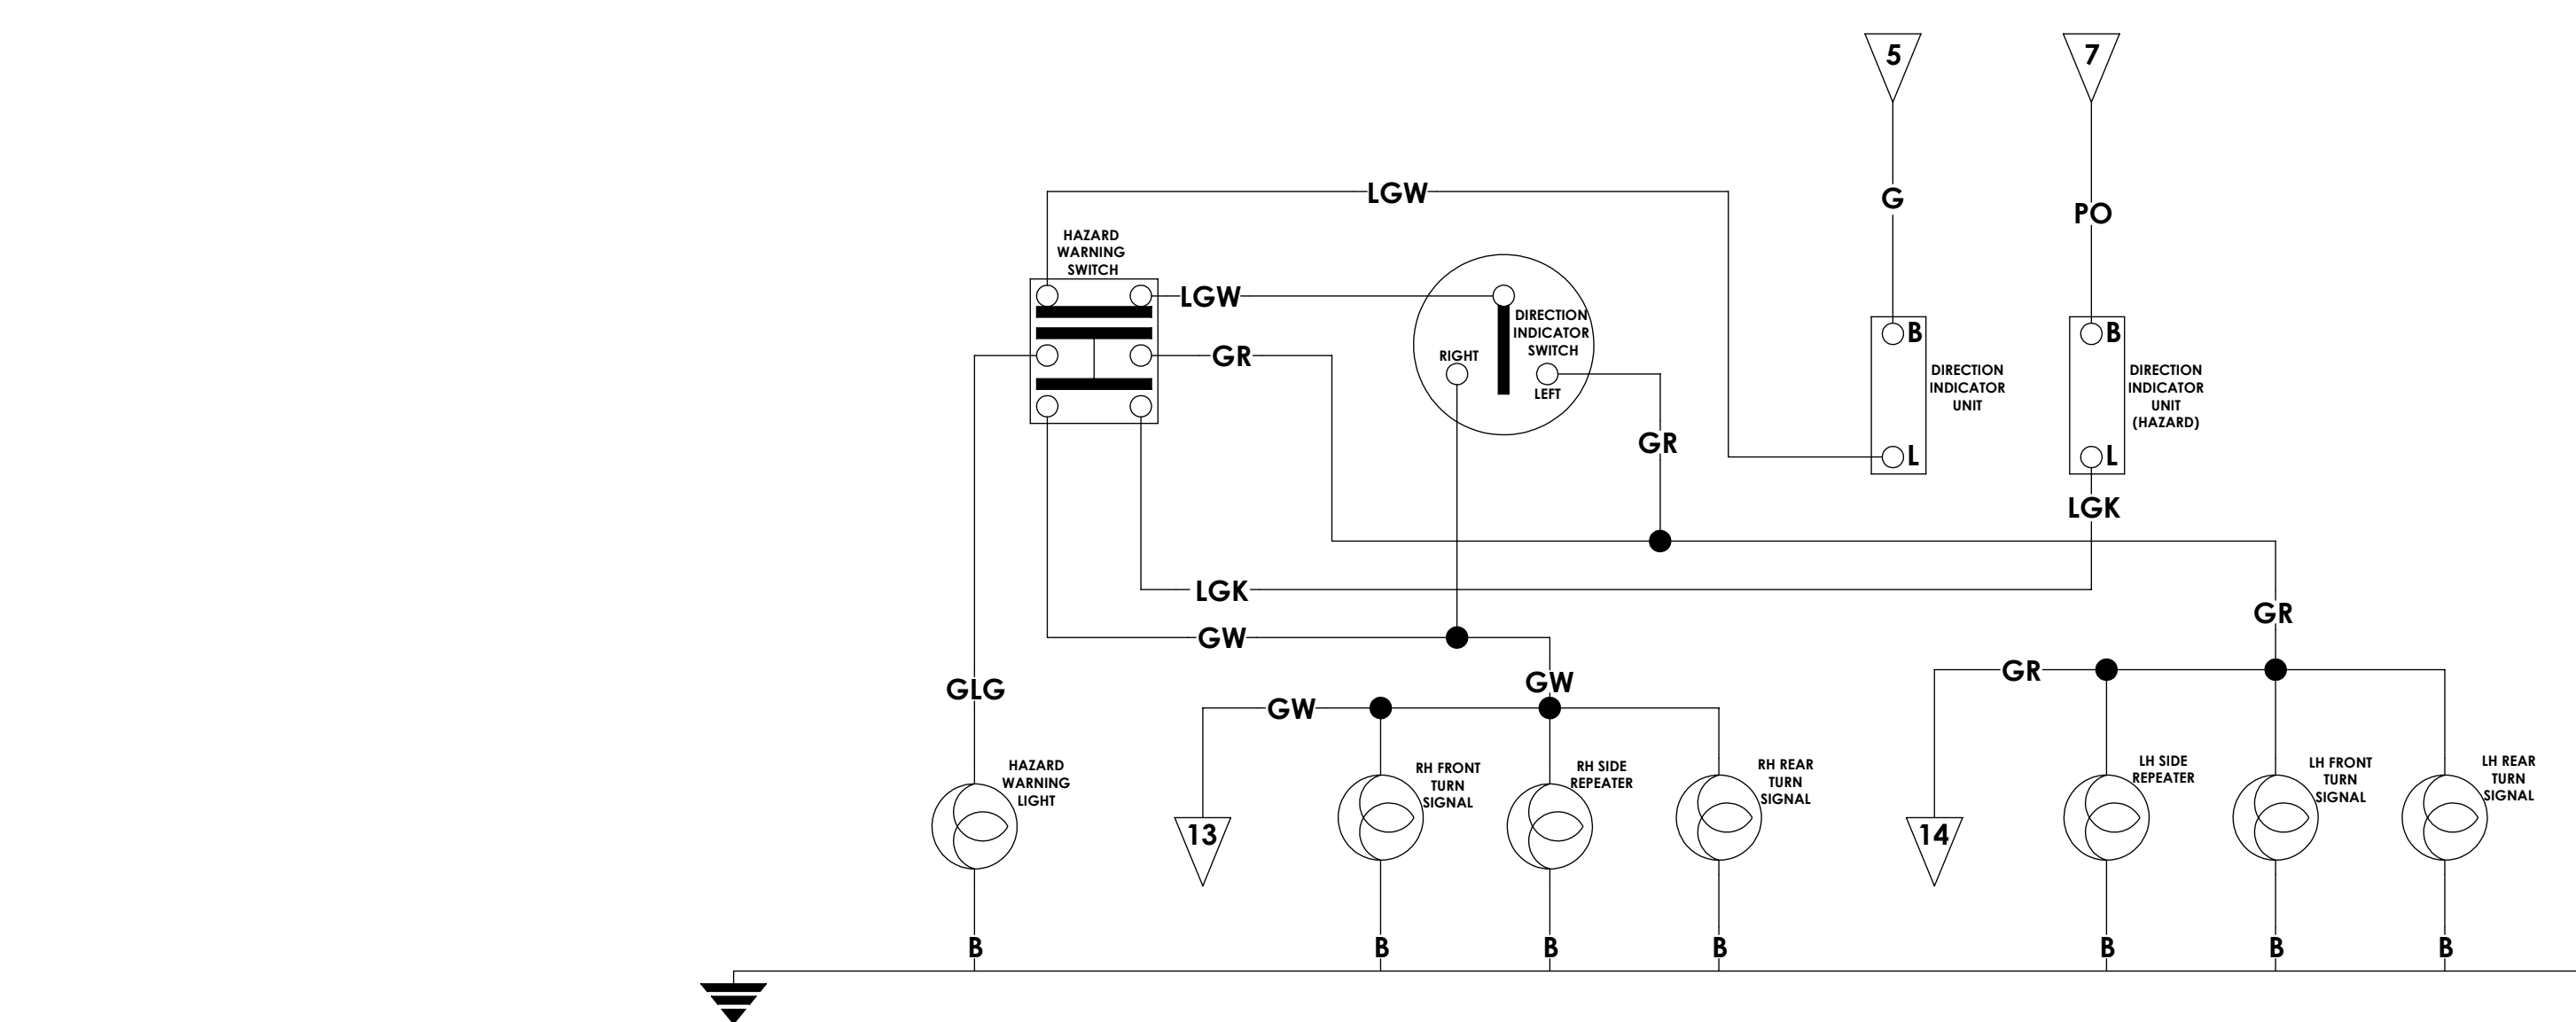 5
7
LGW
G
PO
HAZARD
WARNING
SWITCH
LGW
GR
DIRECTION
INDICATOR
SWITCH
RIGHT
LEFT
GR
B
DIRECTION
INDICATOR
UNIT
L
B
DIRECTION
INDICATOR
UNIT
(HAZARD)
L
LGK
LGK
GW
GR
GLG
GW
GW
GR
HAZARD
WARNING
LIGHT
13
RH FRONT
TURN
SIGNAL
RH SIDE
REPEATER
RH REAR
TURN
SIGNAL
14
LH SIDE
REPEATER
LH FRONT
TURN
SIGNAL
LH REAR
TURN
SIGNAL
B
B
B
B
B
B
B